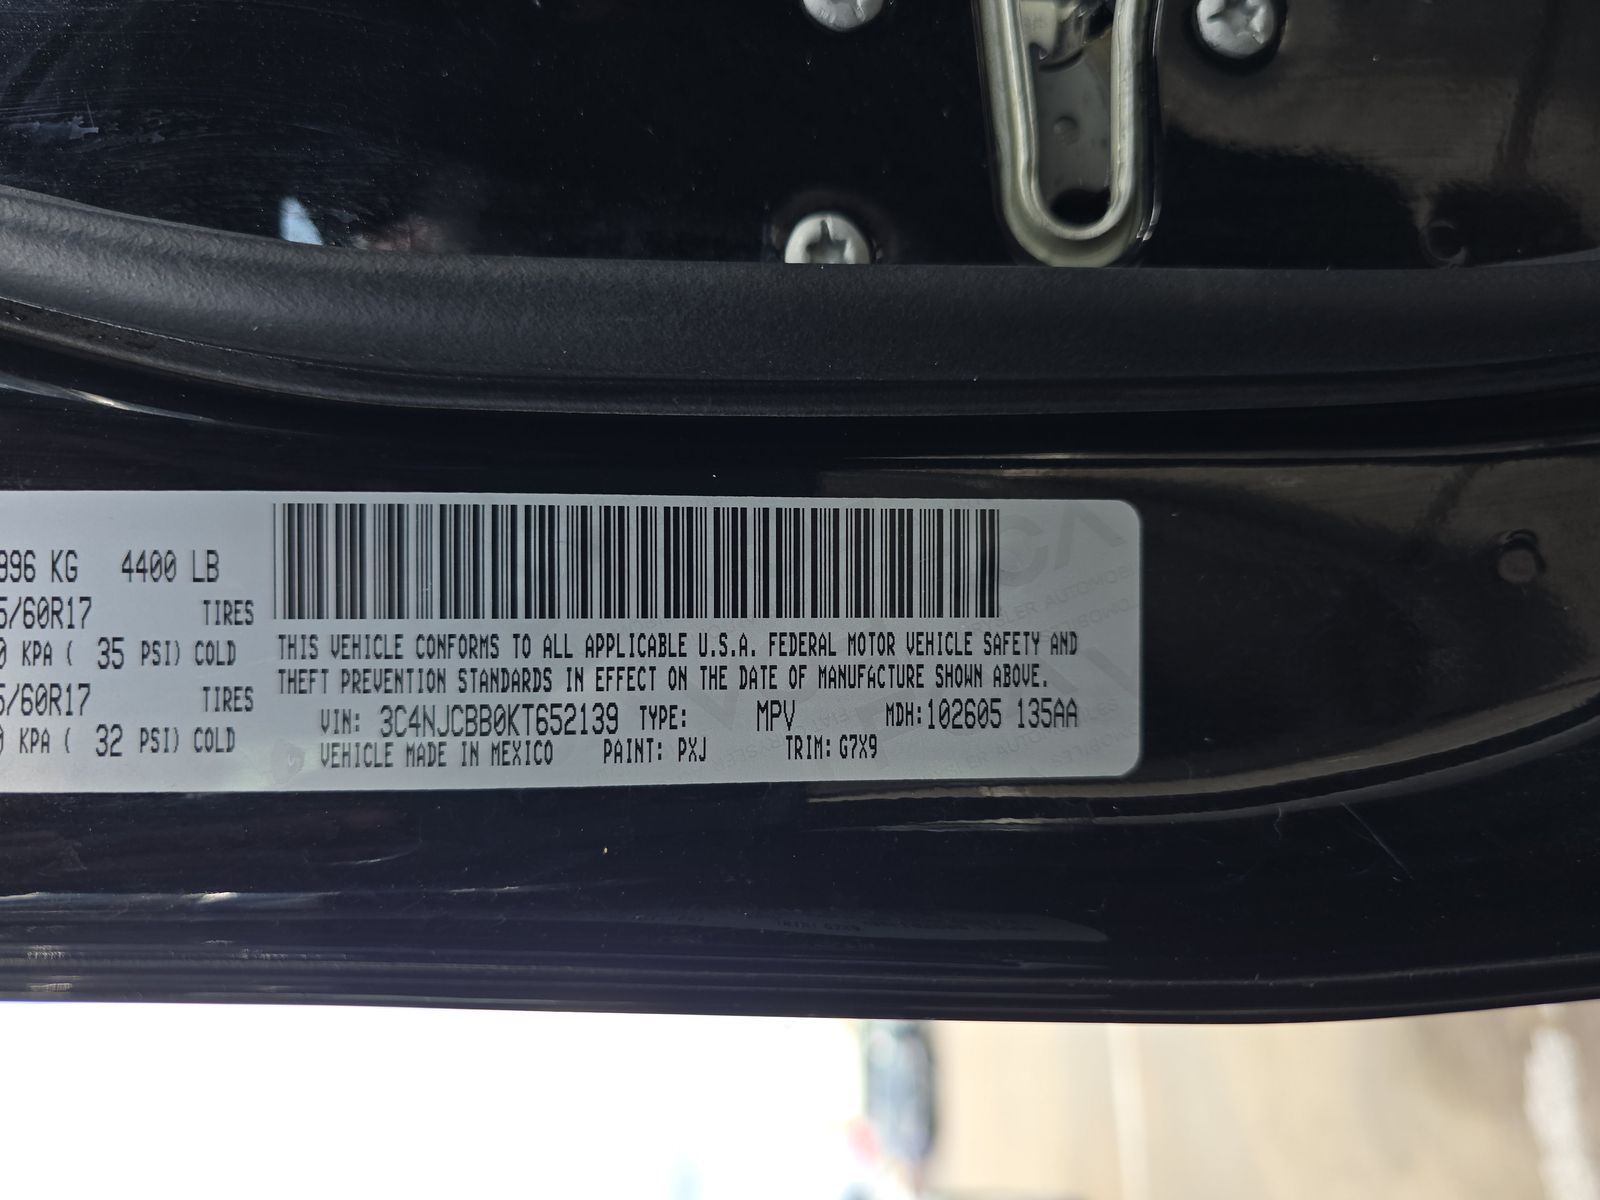 996 KG 4400 LB
5/60R17 TIRES
0 KPA ( 35 PSI) COLD
5/60R17 TIRES
0 KPA ( 32 PSI) COLD
THIS VEHICLE CONFORMS TO ALL APPLICABLE U.S.A. FEDERAL MOTOR VEHICLE SAFETY AND
THEFT PREVENTION STANDARDS IN EFFECT ON THE DATE OF MANUFACTURE SHOWN ABOVE.
VIN: 3C4NJCBB0KT652139 TYPE: MPV MDH:102605 135AA
VEHICLE MADE IN MEXICO PAINT: PXJ TRIM: G7X9